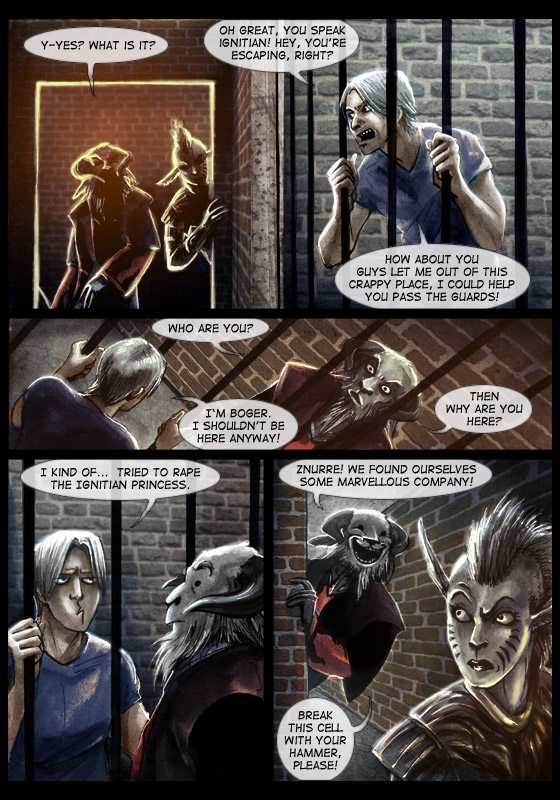 Y-YES? WHAT IS IT?
OH GREAT, YOU SPEAK
IGNITIAN! HEY, YOU'RE
ESCAPING, RIGHT?
HOW ABOUT YOU
GUYS LET ME OUT OF THIS
CRAPPY PLACE, I COULD HELP
YOU PASS THE GUARDS!
WHO ARE YOU?
I'M BOGER.
I SHOULDN'T BE
HERE ANYWAY!
THEN
WHY ARE YOU
HERE?
I KIND OF... TRIED TO RAPE
THE IGNITIAN PRINCESS.
ZNURRE! WE FOUND OURSELVES
SOME MARVELLOUS COMPANY!
BREAK
THIS CELL
WITH YOUR
HAMMER,
PLEASE!